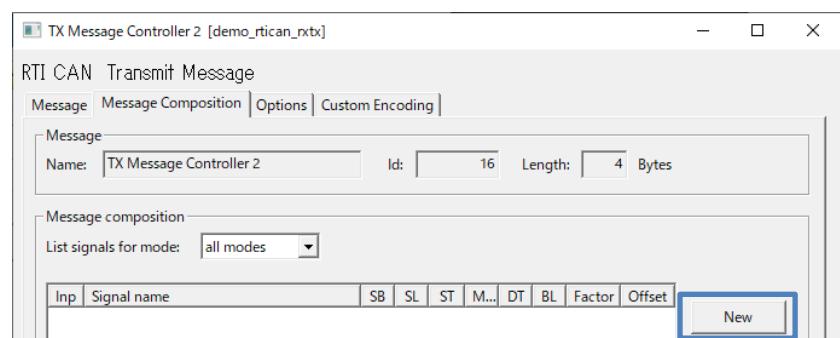 TX Message Controller 2 [demo_rtican_rxtx]
RTI CAN Transmit Message
Message Message Composition Options Custom Encoding
Message
Name: TX Message Controller 2 Id: 16 Length: 4 Bytes
Message composition
List signals for mode: all modes
Inp Signal name SB SL ST M... DT BL Factor Offset
New